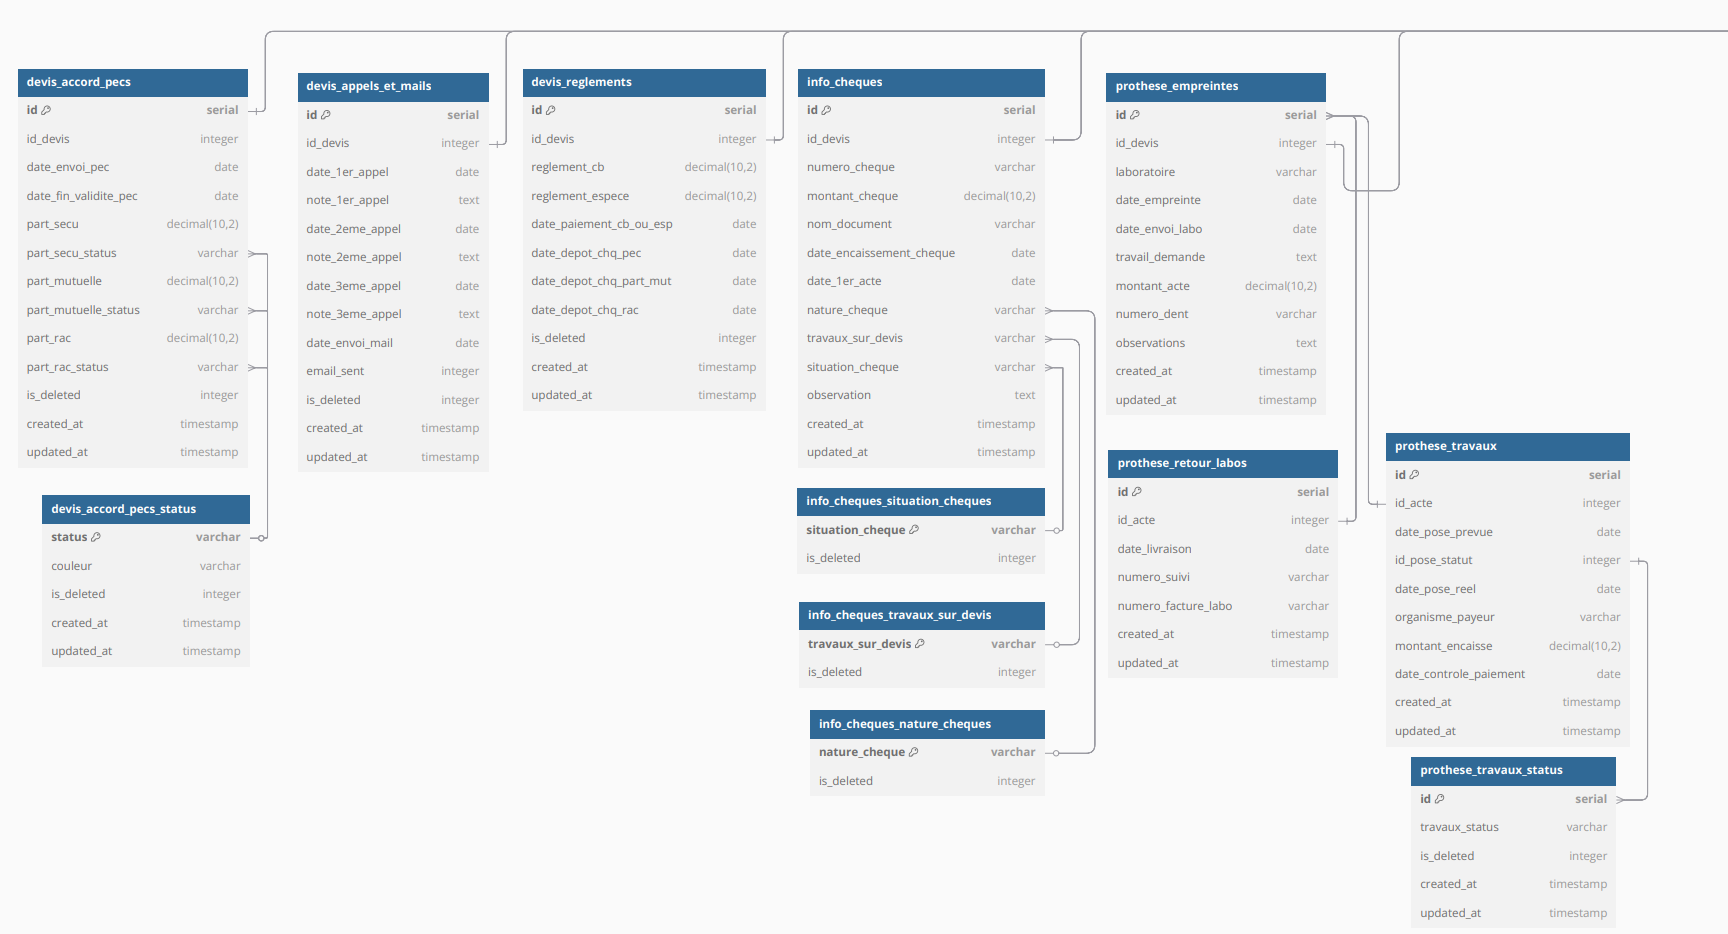 devis_accord_pecs
id serial
id_devis integer
date_envoi_pec date
date_fin_validite_pec date
part_secu decimal(10,2)
part_secu_status varchar
part_mutuelle decimal(10,2)
part_mutuelle_status varchar
part_rac decimal(10,2)
part_rac_status varchar
is_deleted integer
created_at timestamp
updated_at timestamp
devis_accord_pecs_status
status varchar
couleur varchar
is_deleted integer
created_at timestamp
updated_at timestamp
devis_appels_et_mails
id serial
id_devis integer
date_1er_appel date
note_1er_appel text
date_2eme_appel date
note_2eme_appel text
date_3eme_appel date
note_3eme_appel text
date_envoi_mail date
email_sent integer
is_deleted integer
created_at timestamp
updated_at timestamp
devis_reglements
id serial
id_devis integer
reglement_cb decimal(10,2)
reglement_espece decimal(10,2)
date_paiement_cb_ou_esp date
date_depot_chq_pec date
date_depot_chq_part_mut date
date_depot_chq_rac date
is_deleted integer
created_at timestamp
updated_at timestamp
info_cheques
id serial
id_devis integer
numero_cheque varchar
montant_cheque decimal(10,2)
nom_document varchar
date_encaissement_cheque date
date_1er_acte date
nature_cheque varchar
travaux_sur_devis varchar
situation_cheque varchar
observation text
created_at timestamp
updated_at timestamp
info_cheques_situation_cheques
situation_cheque varchar
is_deleted integer
info_cheques_travaux_sur_devis
travaux_sur_devis varchar
is_deleted integer
info_cheques_nature_cheques
nature_cheque varchar
is_deleted integer
prothese_empreintes
id serial
id_devis integer
laboratoire varchar
date_empreinte date
date_envoi_labo date
travail_demande text
montant_acte decimal(10,2)
numero_dent varchar
observations text
created_at timestamp
updated_at timestamp
prothese_retour_labos
id serial
id_acte integer
date_livraison date
numero_suivi varchar
numero_facture_labo varchar
created_at timestamp
updated_at timestamp
prothese_travaux
id serial
id_acte integer
date_pose_prevue date
id_pose_statut integer
date_pose_reel date
organisme_payeur varchar
montant_encaisse decimal(10,2)
date_controle_paiement date
created_at timestamp
updated_at timestamp
prothese_travaux_status
id serial
travaux_status varchar
is_deleted integer
created_at timestamp
updated_at timestamp